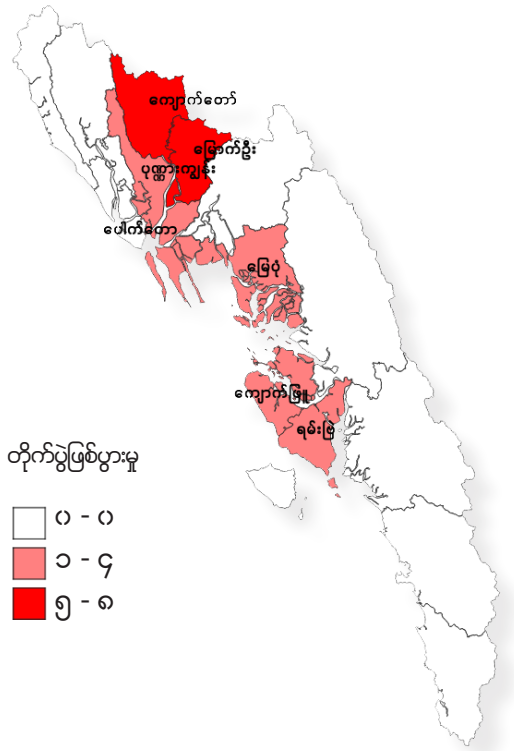 ကျောက်တော်
မြောက်ဦး
ပုဏ္ဏားကျွန်း
ပေါက်တော
မြေပုံ
ကျောက်ဖြူ
ရမ်းဗြဲ
တိုက်ပွဲဖြစ်ပွားမှု
၀ - ၀
၁ - ၄
၅ - ၈